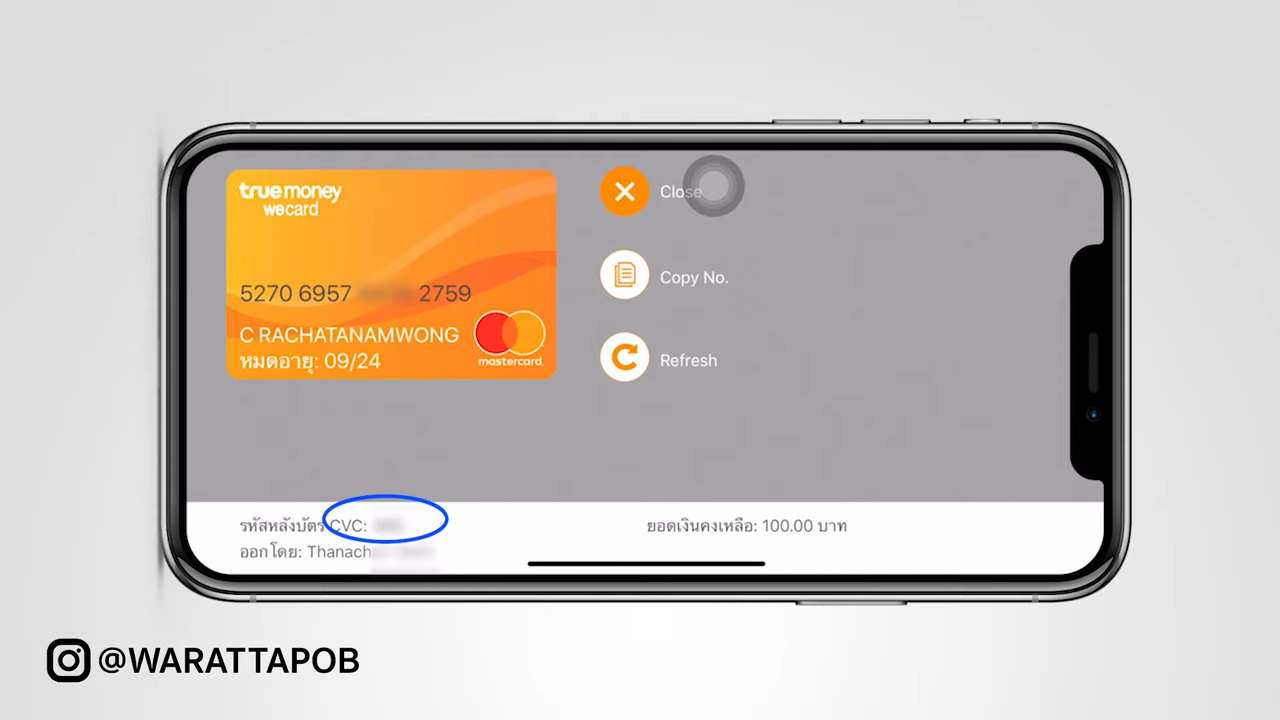 truemoney
wecard
5270 6957 2759
C RACHATANAMWONG
หมดอายุ: 09/24
mastercard.
Close
Copy No.
Refresh
รหัสหลังบัตร CVC:
ออกโดย:
ยอดเงินคงเหลือ: 100.00 บาท
@WARATTAPOB